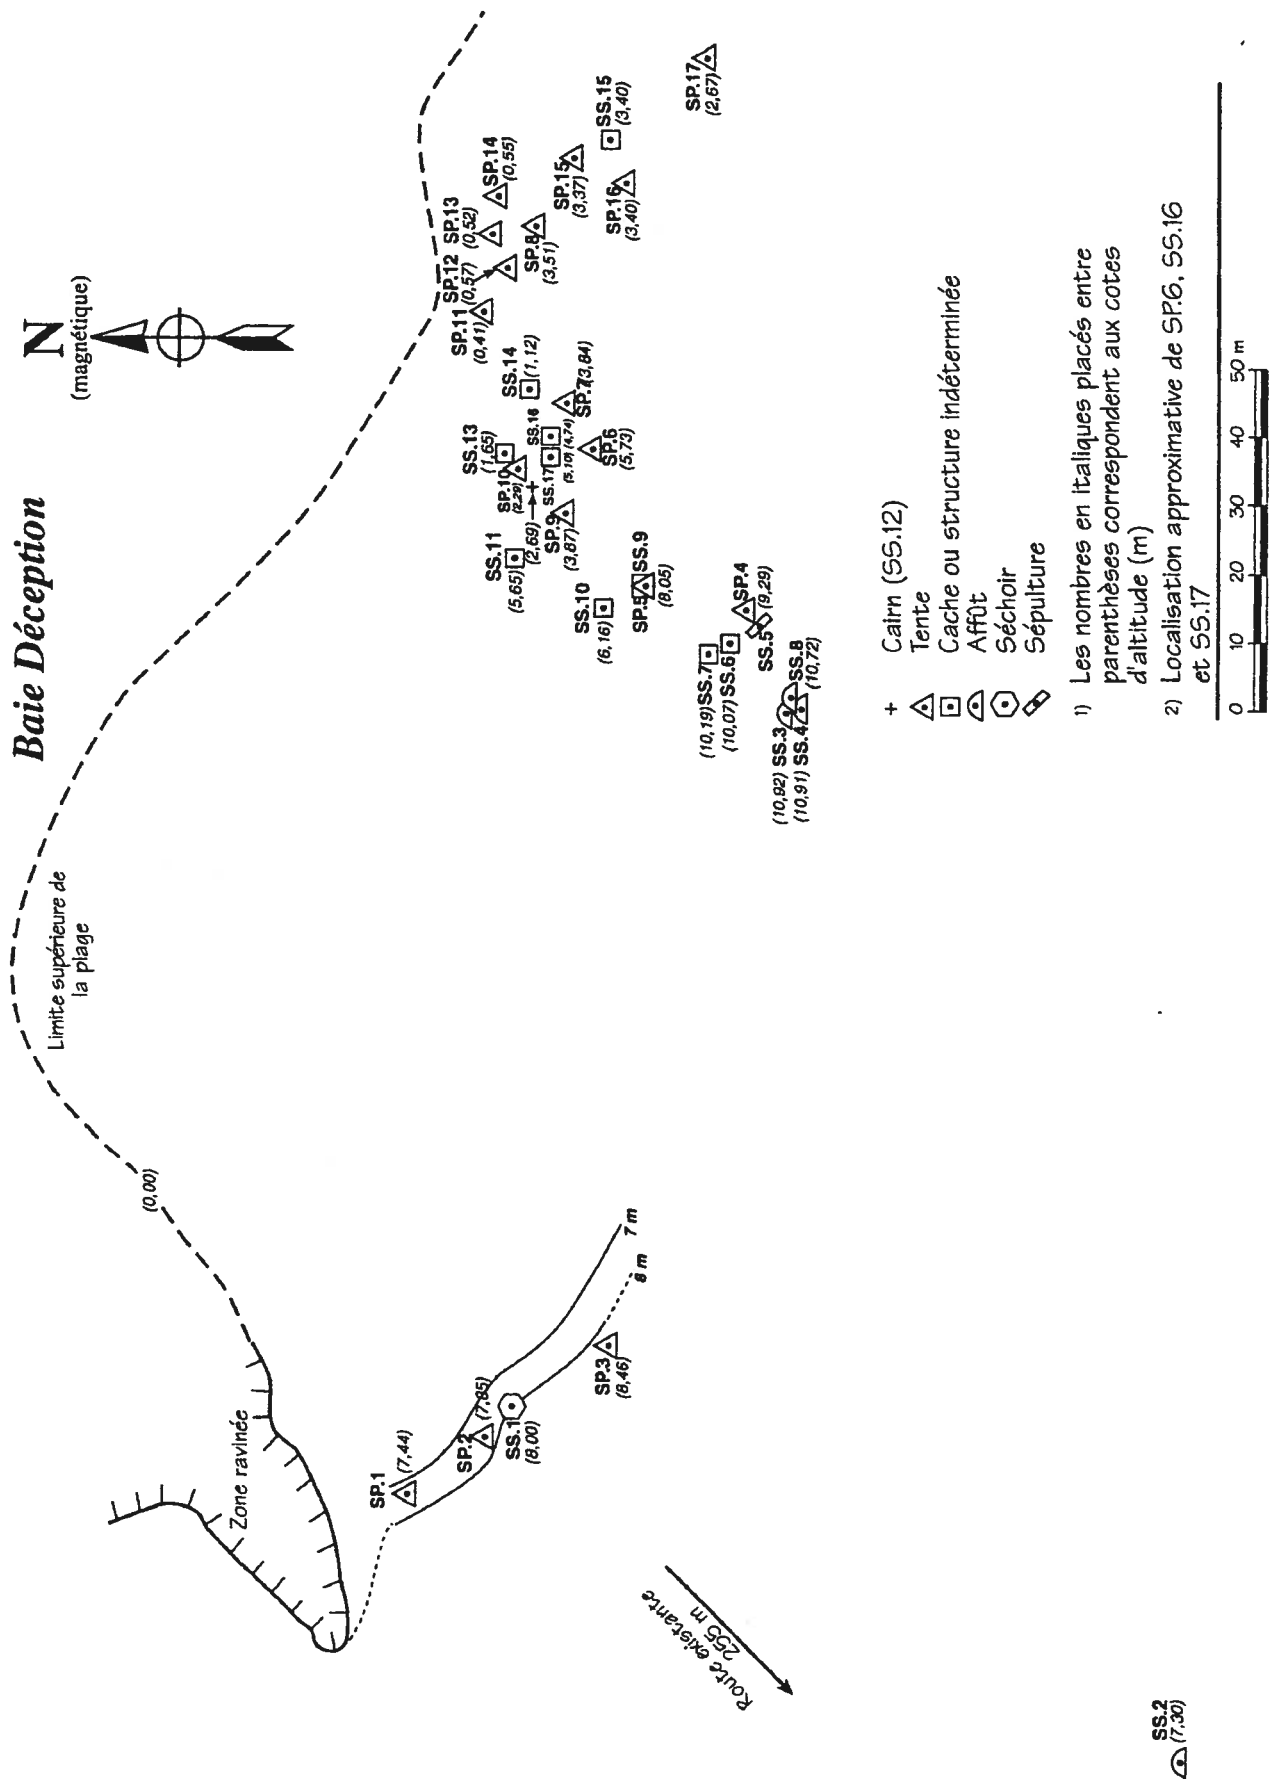 Baie Déception
N
(magnétique)
Limite supérieure de
la plage
(0,00)
Zone ravinée
SP.1
(7,44)
SP.2
(7,85)
SS.1
(8,00)
SP.3
(8,46)
7 m
8 m
Route existante
255 m
SS.2
(7,30)
SS.11
(5,65)
(2,69)
SP.9
(3,87)
SP.10
(2,29)
SS.13
(1,65)
SS.17
(5,10)
SS.16
(4,74)
SS.14
(1,12)
SP.7
(3,84)
SP.6
(5,73)
SS.10
(6,16)
SP.5
SS.9
(8,05)
SP.4
(9,29)
SS.5
(10,19) SS.7
(10,07) SS.6
(10,92) SS.3
(10,91) SS.4
SS.8
(10,72)
SP.11
(0,41)
SP.12
(0,57)
SP.13
(0,52)
SP.14
(0,55)
SP.8
(3,51)
SP.15
(3,37)
SP.16
(3,40)
SS.15
(3,40)
SP.17
(2,67)
+ Cairn (SS.12)
Tente
Cache ou structure indéterminée
Affût
Séchoir
Sépulture
1) Les nombres en italiques placés entre
parenthèses correspondent aux cotes
d'altitude (m)
2) Localisation approximative de SP.6, SS.16
et SS.17
0 10 20 30 40 50 m